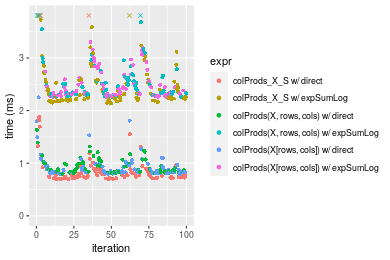 3
2
1
0
time (ms)
0
25
50
75
100
iteration
expr
colProds_X_S w/ direct
colProds_X_S w/ expSumLog
colProds(X, rows, cols) w/ direct
colProds(X, rows, cols) w/ expSumLog
colProds(X[rows, cols]) w/ direct
colProds(X[rows, cols]) w/ expSumLog